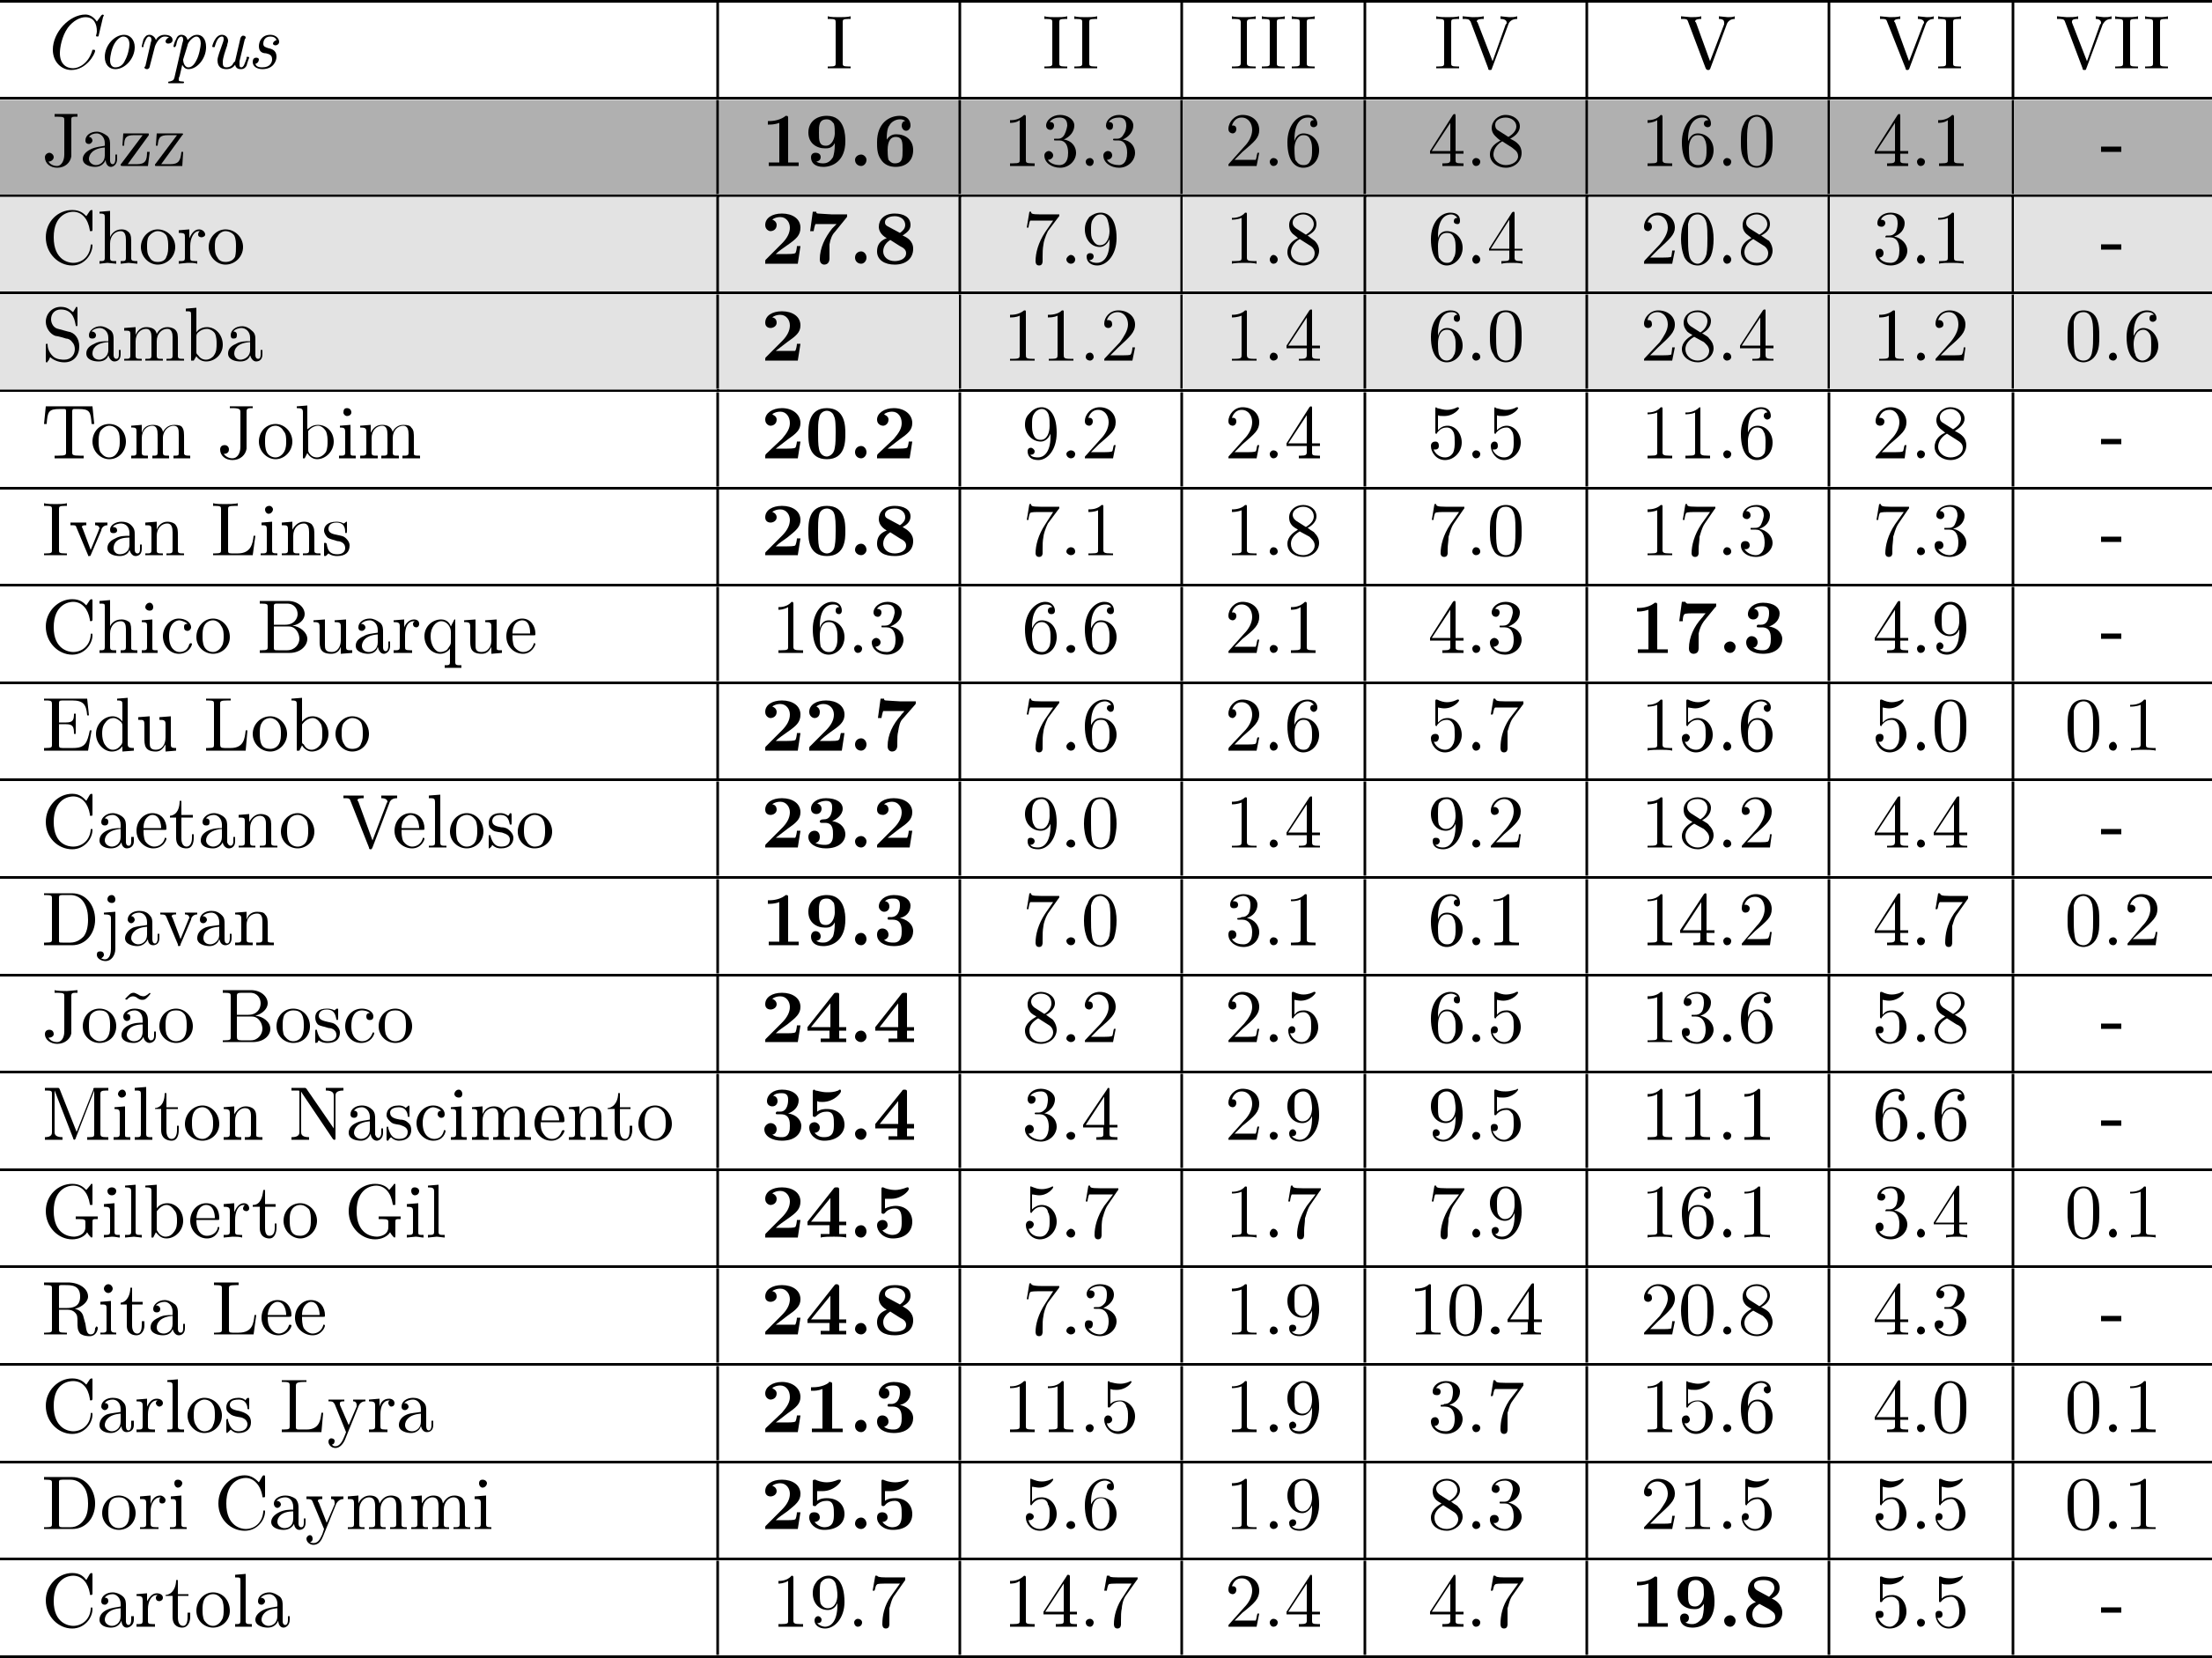 Corpus I II III IV V VI VII
Jazz 19.6 13.3 2.6 4.8 16.0 4.1 -
Choro 27.8 7.9 1.8 6.4 20.8 3.1 -
Samba 2 11.2 1.4 6.0 28.4 1.2 0.6
Tom Jobim 20.2 9.2 2.4 5.5 11.6 2.8 -
Ivan Lins 20.8 7.1 1.8 7.0 17.3 7.3 -
Chico Buarque 16.3 6.6 2.1 4.3 17.3 4.9 -
Edu Lobo 22.7 7.6 2.6 5.7 15.6 5.0 0.1
Caetano Veloso 23.2 9.0 1.4 9.2 18.2 4.4 -
Djavan 19.3 7.0 3.1 6.1 14.2 4.7 0.2
João Bosco 24.4 8.2 2.5 6.5 13.6 5.8 -
Milton Nascimento 35.4 3.4 2.9 9.5 11.1 6.6 -
Gilberto Gil 24.5 5.7 1.7 7.9 16.1 3.4 0.1
Rita Lee 24.8 7.3 1.9 10.4 20.8 4.3 -
Carlos Lyra 21.3 11.5 1.9 3.7 15.6 4.0 0.1
Dori Caymmi 25.5 5.6 1.9 8.3 21.5 5.5 0.1
Cartola 19.7 14.7 2.4 4.7 19.8 5.5 -